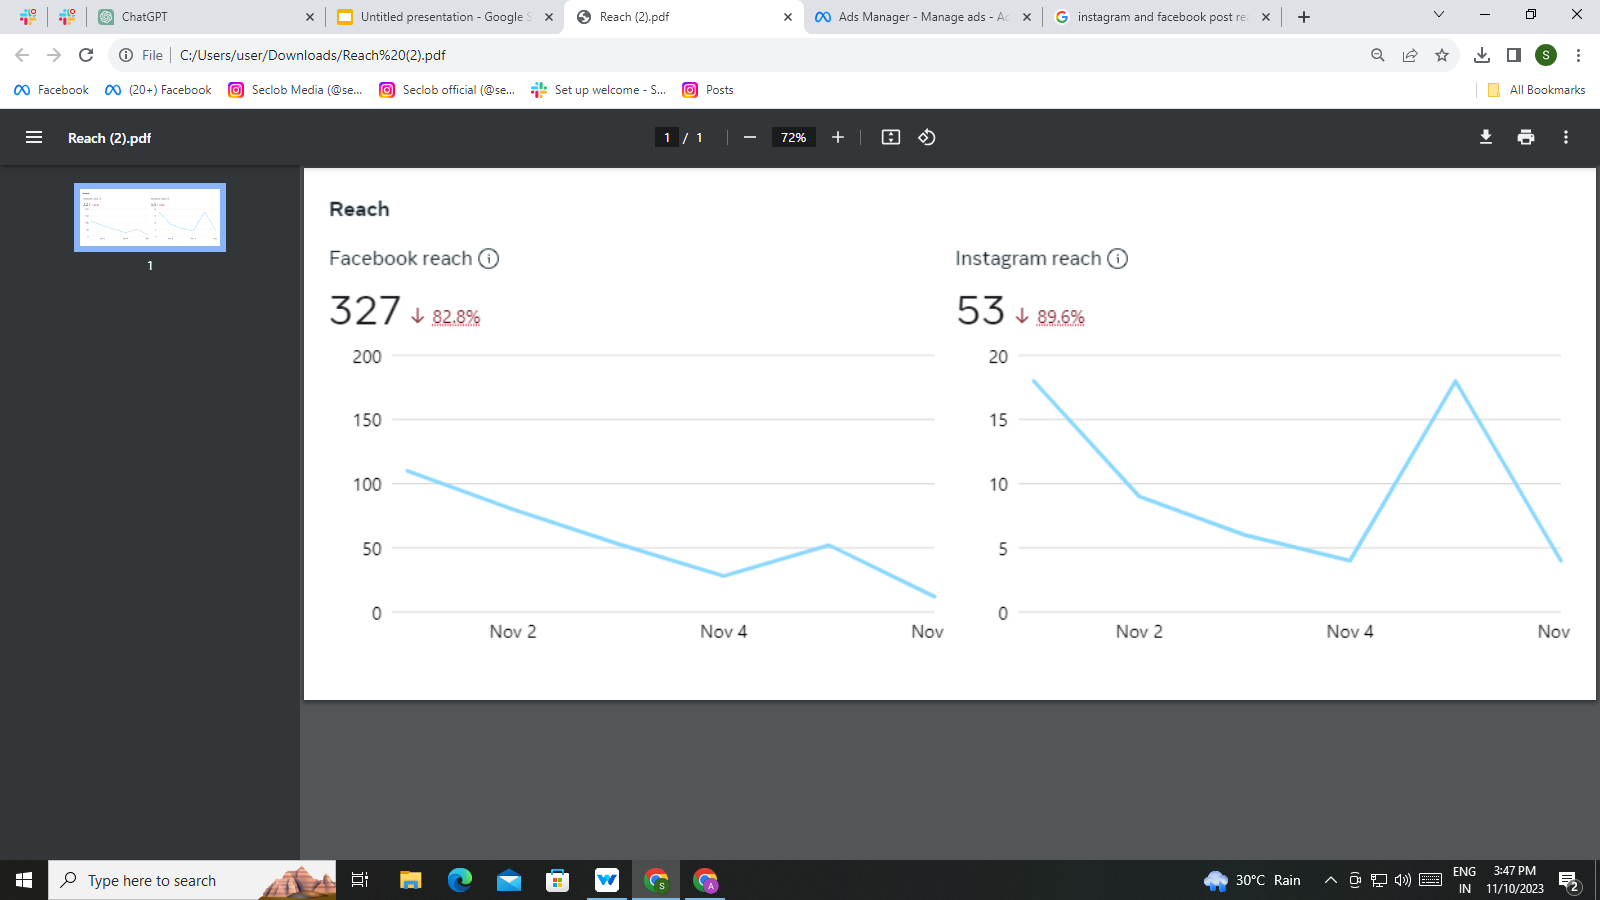 ChatGPT
Untitled presentation - Google S
Reach (2).pdf
Ads Manager - Manage ads - Ac
instagram and facebook post re
File
C:/Users/user/Downloads/Reach%20(2).pdf
S
Facebook
(20+) Facebook
Seclob Media (@se...
Seclob official (@se...
Set up welcome - S...
Posts
All Bookmarks
Reach (2).pdf
1 / 1
72%
1
Reach
Facebook reach
327 ↓ 82.8%
200
150
100
50
0
Nov 2
Nov 4
Nov
Instagram reach
53 ↓ 89.6%
20
15
10
5
0
Nov 2
Nov 4
Nov
Type here to search
30°C Rain
ENG
IN
3:47 PM
11/10/2023
2